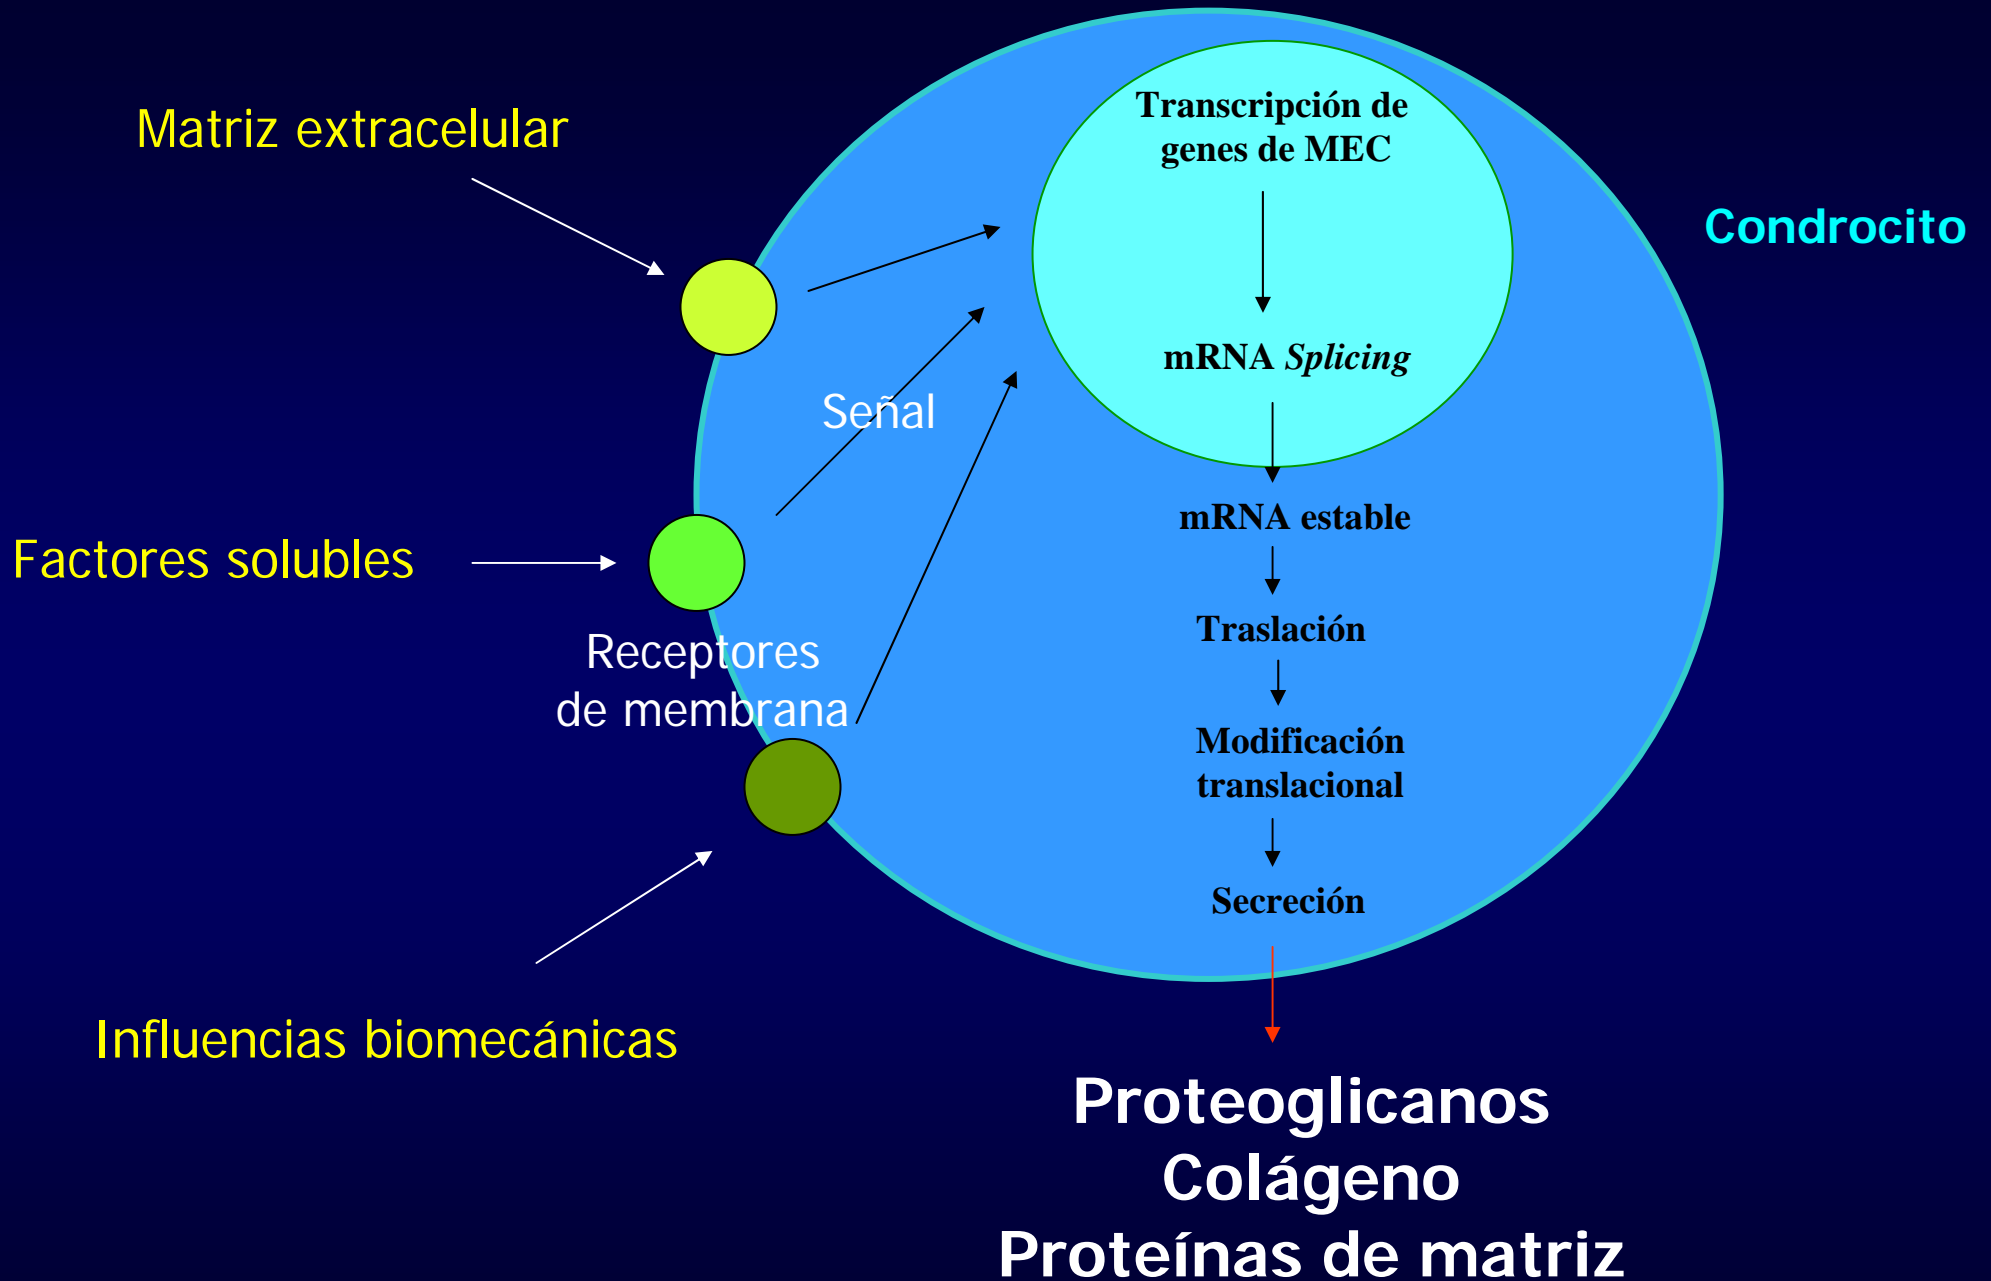 Matriz extracelular
Transcripción de
genes de MEC
Condrocito
mRNA Splicing
Señal
mRNA estable
Factores solubles
Traslación
Receptores
de membrana
Modificación
translacional
Secreción
Influencias biomecánicas
Proteoglicanos
Colágeno
Proteínas de matriz